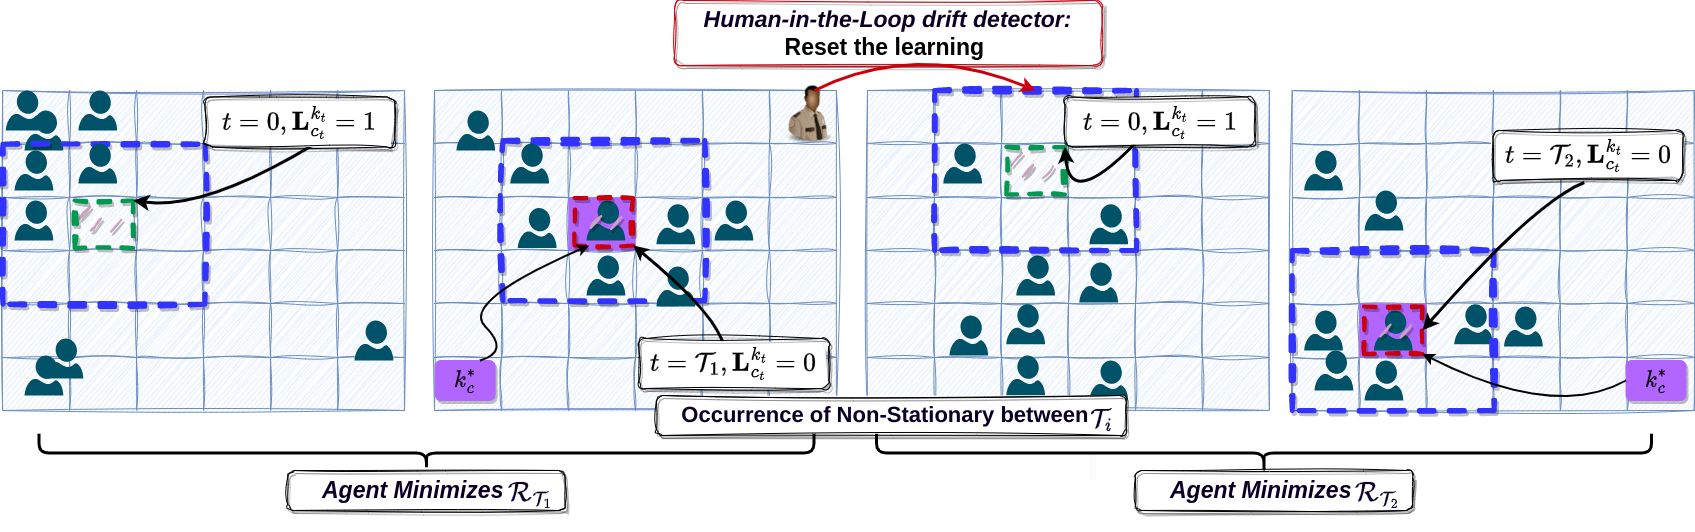 Human-in-the-Loop drift detector:
Reset the learning
$t = 0, \mathbf{L}_{c_t}^{k_t} = 1$
$t = 0, \mathbf{L}_{c_t}^{k_t} = 1$
$t = \mathcal{T}_2, \mathbf{L}_{c_t}^{k_t} = 0$
$t = \mathcal{T}_1, \mathbf{L}_{c_t}^{k_t} = 0$
$k_c^*$
$k_c^*$
Occurrence of Non-Stationary between $\mathcal{T}_i$
Agent Minimizes $\mathcal{R}_{\mathcal{T}_1}$
Agent Minimizes $\mathcal{R}_{\mathcal{T}_2}$